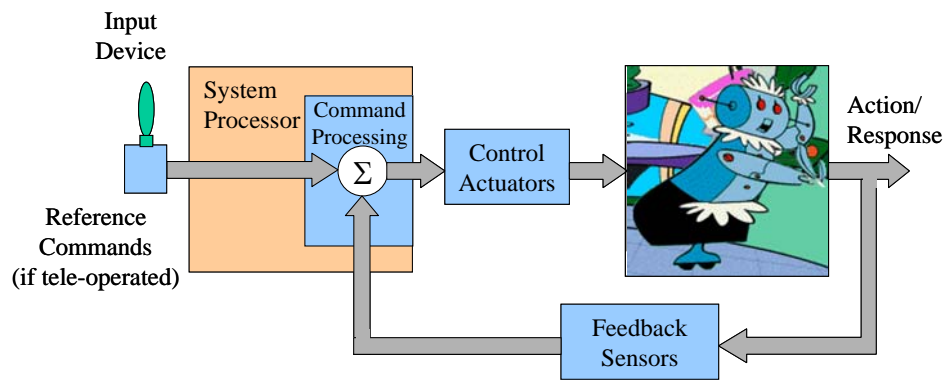 Input
Device
System
Processor
Command
Processing
Σ
Control
Actuators
Action/
Response
Reference
Commands
(if tele-operated)
Feedback
Sensors